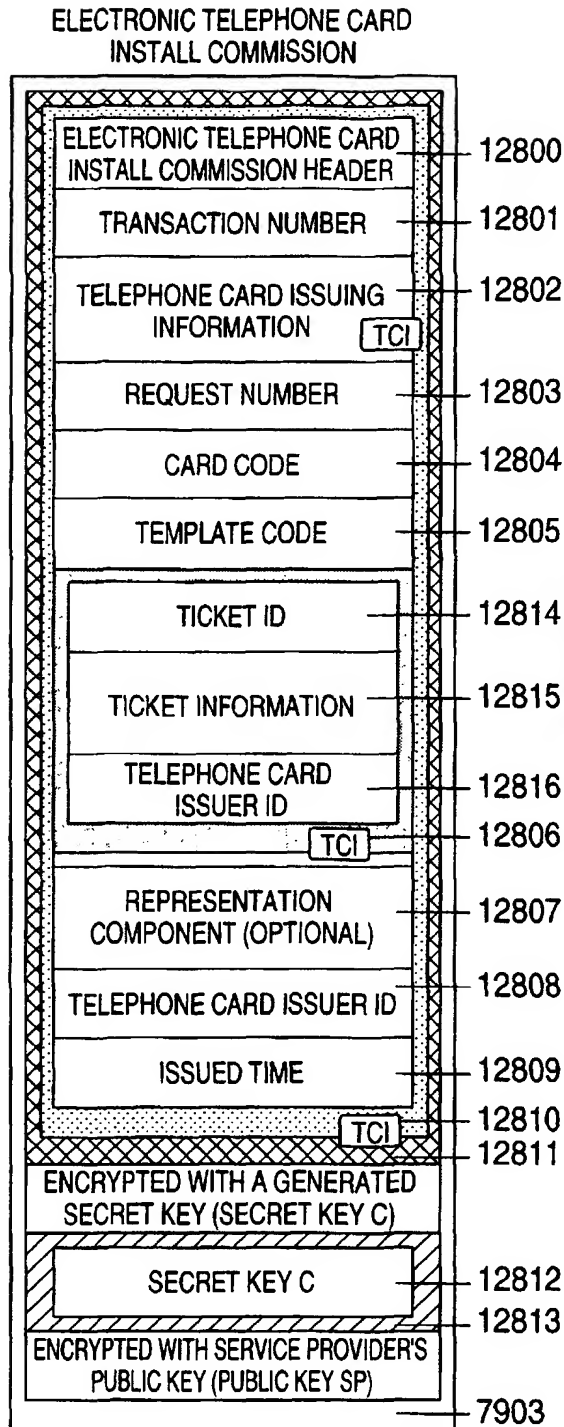 ELECTRONIC TELEPHONE CARD
INSTALL COMMISSION
ELECTRONIC TELEPHONE CARD
INSTALL COMMISSION HEADER
12800
TRANSACTION NUMBER
12801
TELEPHONE CARD ISSUING
INFORMATION
12802
TCI
REQUEST NUMBER
12803
CARD CODE
12804
TEMPLATE CODE
12805
TICKET ID
12814
TICKET INFORMATION
12815
TELEPHONE CARD
ISSUER ID
12816
TCI
12806
REPRESENTATION
COMPONENT (OPTIONAL)
12807
TELEPHONE CARD ISSUER ID
12808
ISSUED TIME
12809
TCI
12810
12811
ENCRYPTED WITH A GENERATED
SECRET KEY (SECRET KEY C)
SECRET KEY C
12812
12813
ENCRYPTED WITH SERVICE PROVIDER'S
PUBLIC KEY (PUBLIC KEY SP)
7903